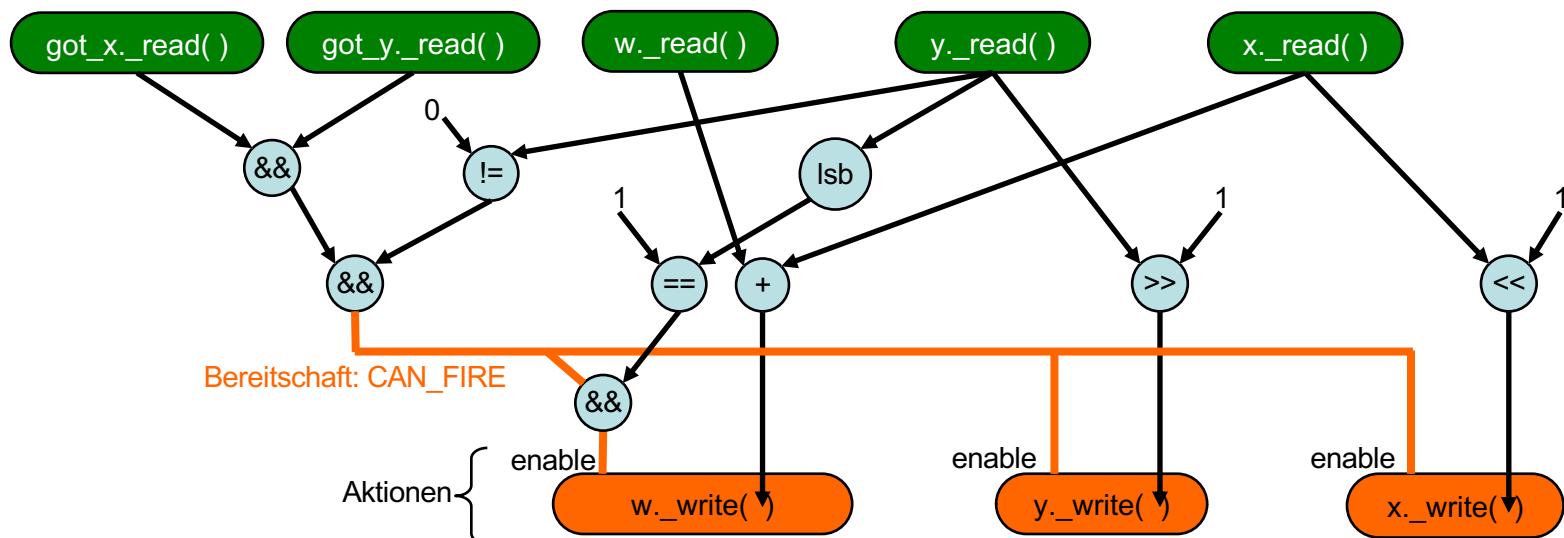 got_x._read( )
got_y._read( )
w._read( )
y._read( )
x._read( )
0
&&
!=
lsb
1
1
1
&&
==
+
>>
<<
Bereitschaft: CAN_FIRE
&&
enable
enable
enable
Aktionen
w._write( )
y._write( )
x._write( )